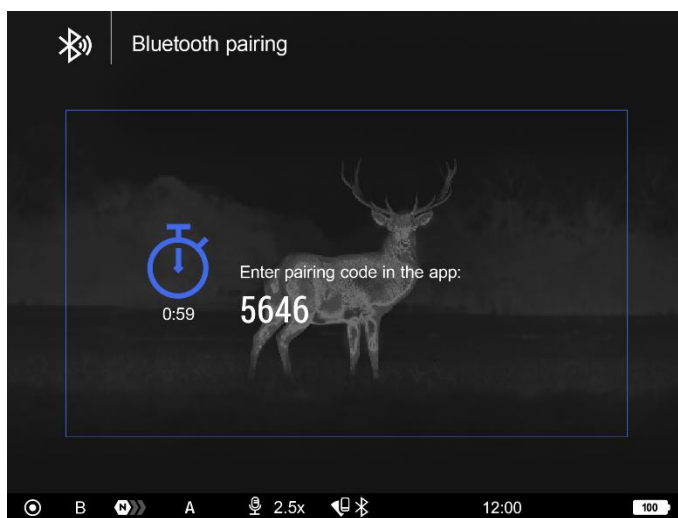 Bluetooth pairing
Enter pairing code in the app:
5646
0:59
B N A 2.5x 12:00 100